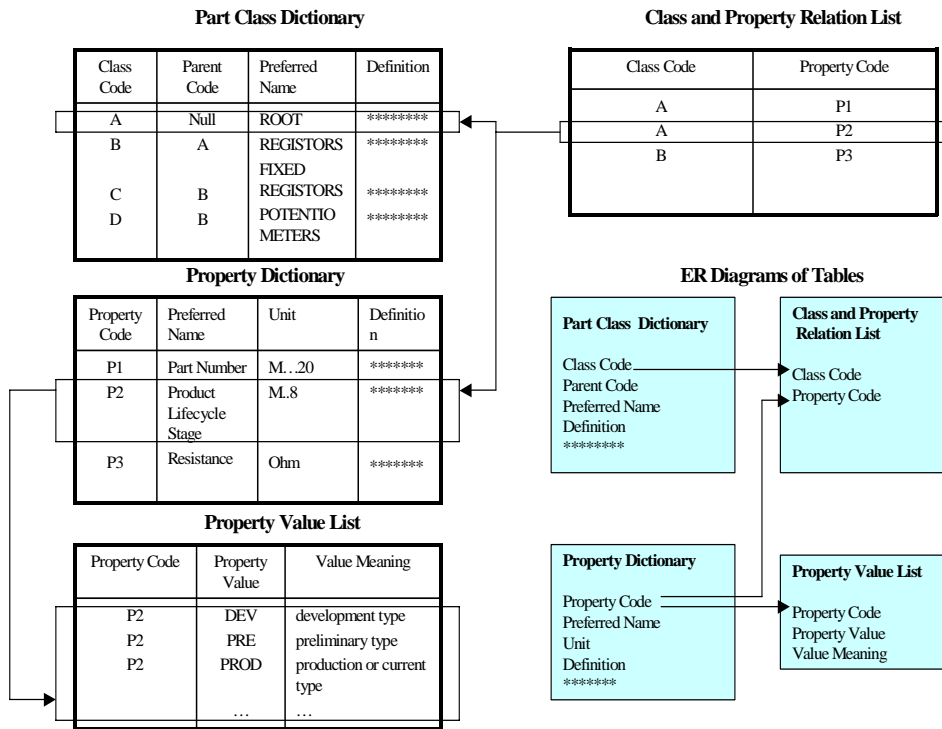 Part Class Dictionary
Class Code Parent Code Preferred Name Definition
A Null ROOT ********
B A REGISTORS ********
FIXED
C B REGISTORS ********
D B POTENTIO METERS ********
Class and Property Relation List
Class Code Property Code
A P1
A P2
B P3
Property Dictionary
Property Code Preferred Name Unit Definitio n
P1 Part Number M…20 *******
P2 Product Lifecycle Stage M..8 *******
P3 Resistance Ohm *******
Property Value List
Property Code Property Value Value Meaning
P2 DEV development type
P2 PRE preliminary type
P2 PROD production or current type
… …
ER Diagrams of Tables
Part Class Dictionary
Class Code
Parent Code
Preferred Name
Definition
********
Class and Property
Relation List
Class Code
Property Code
Property Dictionary
Property Code
Preferred Name
Unit
Definition
*******
Property Value List
Property Code
Property Value
Value Meaning